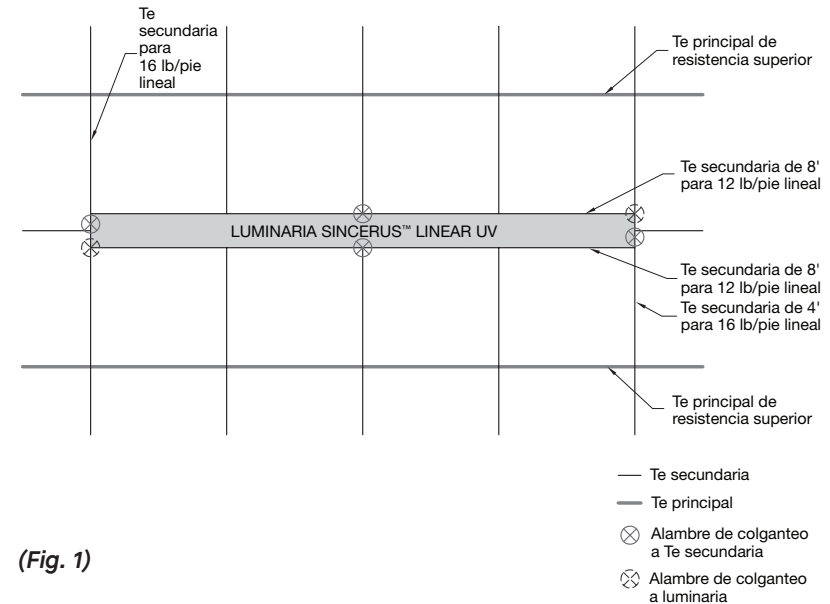 Te
secundaria
para
16 lb/pie
lineal
Te principal de
resistencia superior
Te secundaria de 8'
para 12 lb/pie lineal
LUMINARIA SINCERUS™ LINEAR UV
Te secundaria de 8'
para 12 lb/pie lineal
Te secundaria de 4'
para 16 lb/pie lineal
Te principal de
resistencia superior
Te secundaria
Te principal
Alambre de colganteo
a Te secundaria
Alambre de colganteo
a luminaria
(Fig. 1)